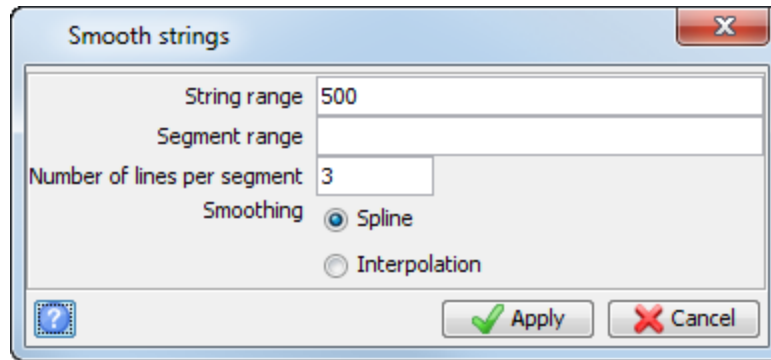 Smooth strings
String range 500
Segment range
Number of lines per segment 3
Smoothing Spline
Interpolation
? Apply Cancel